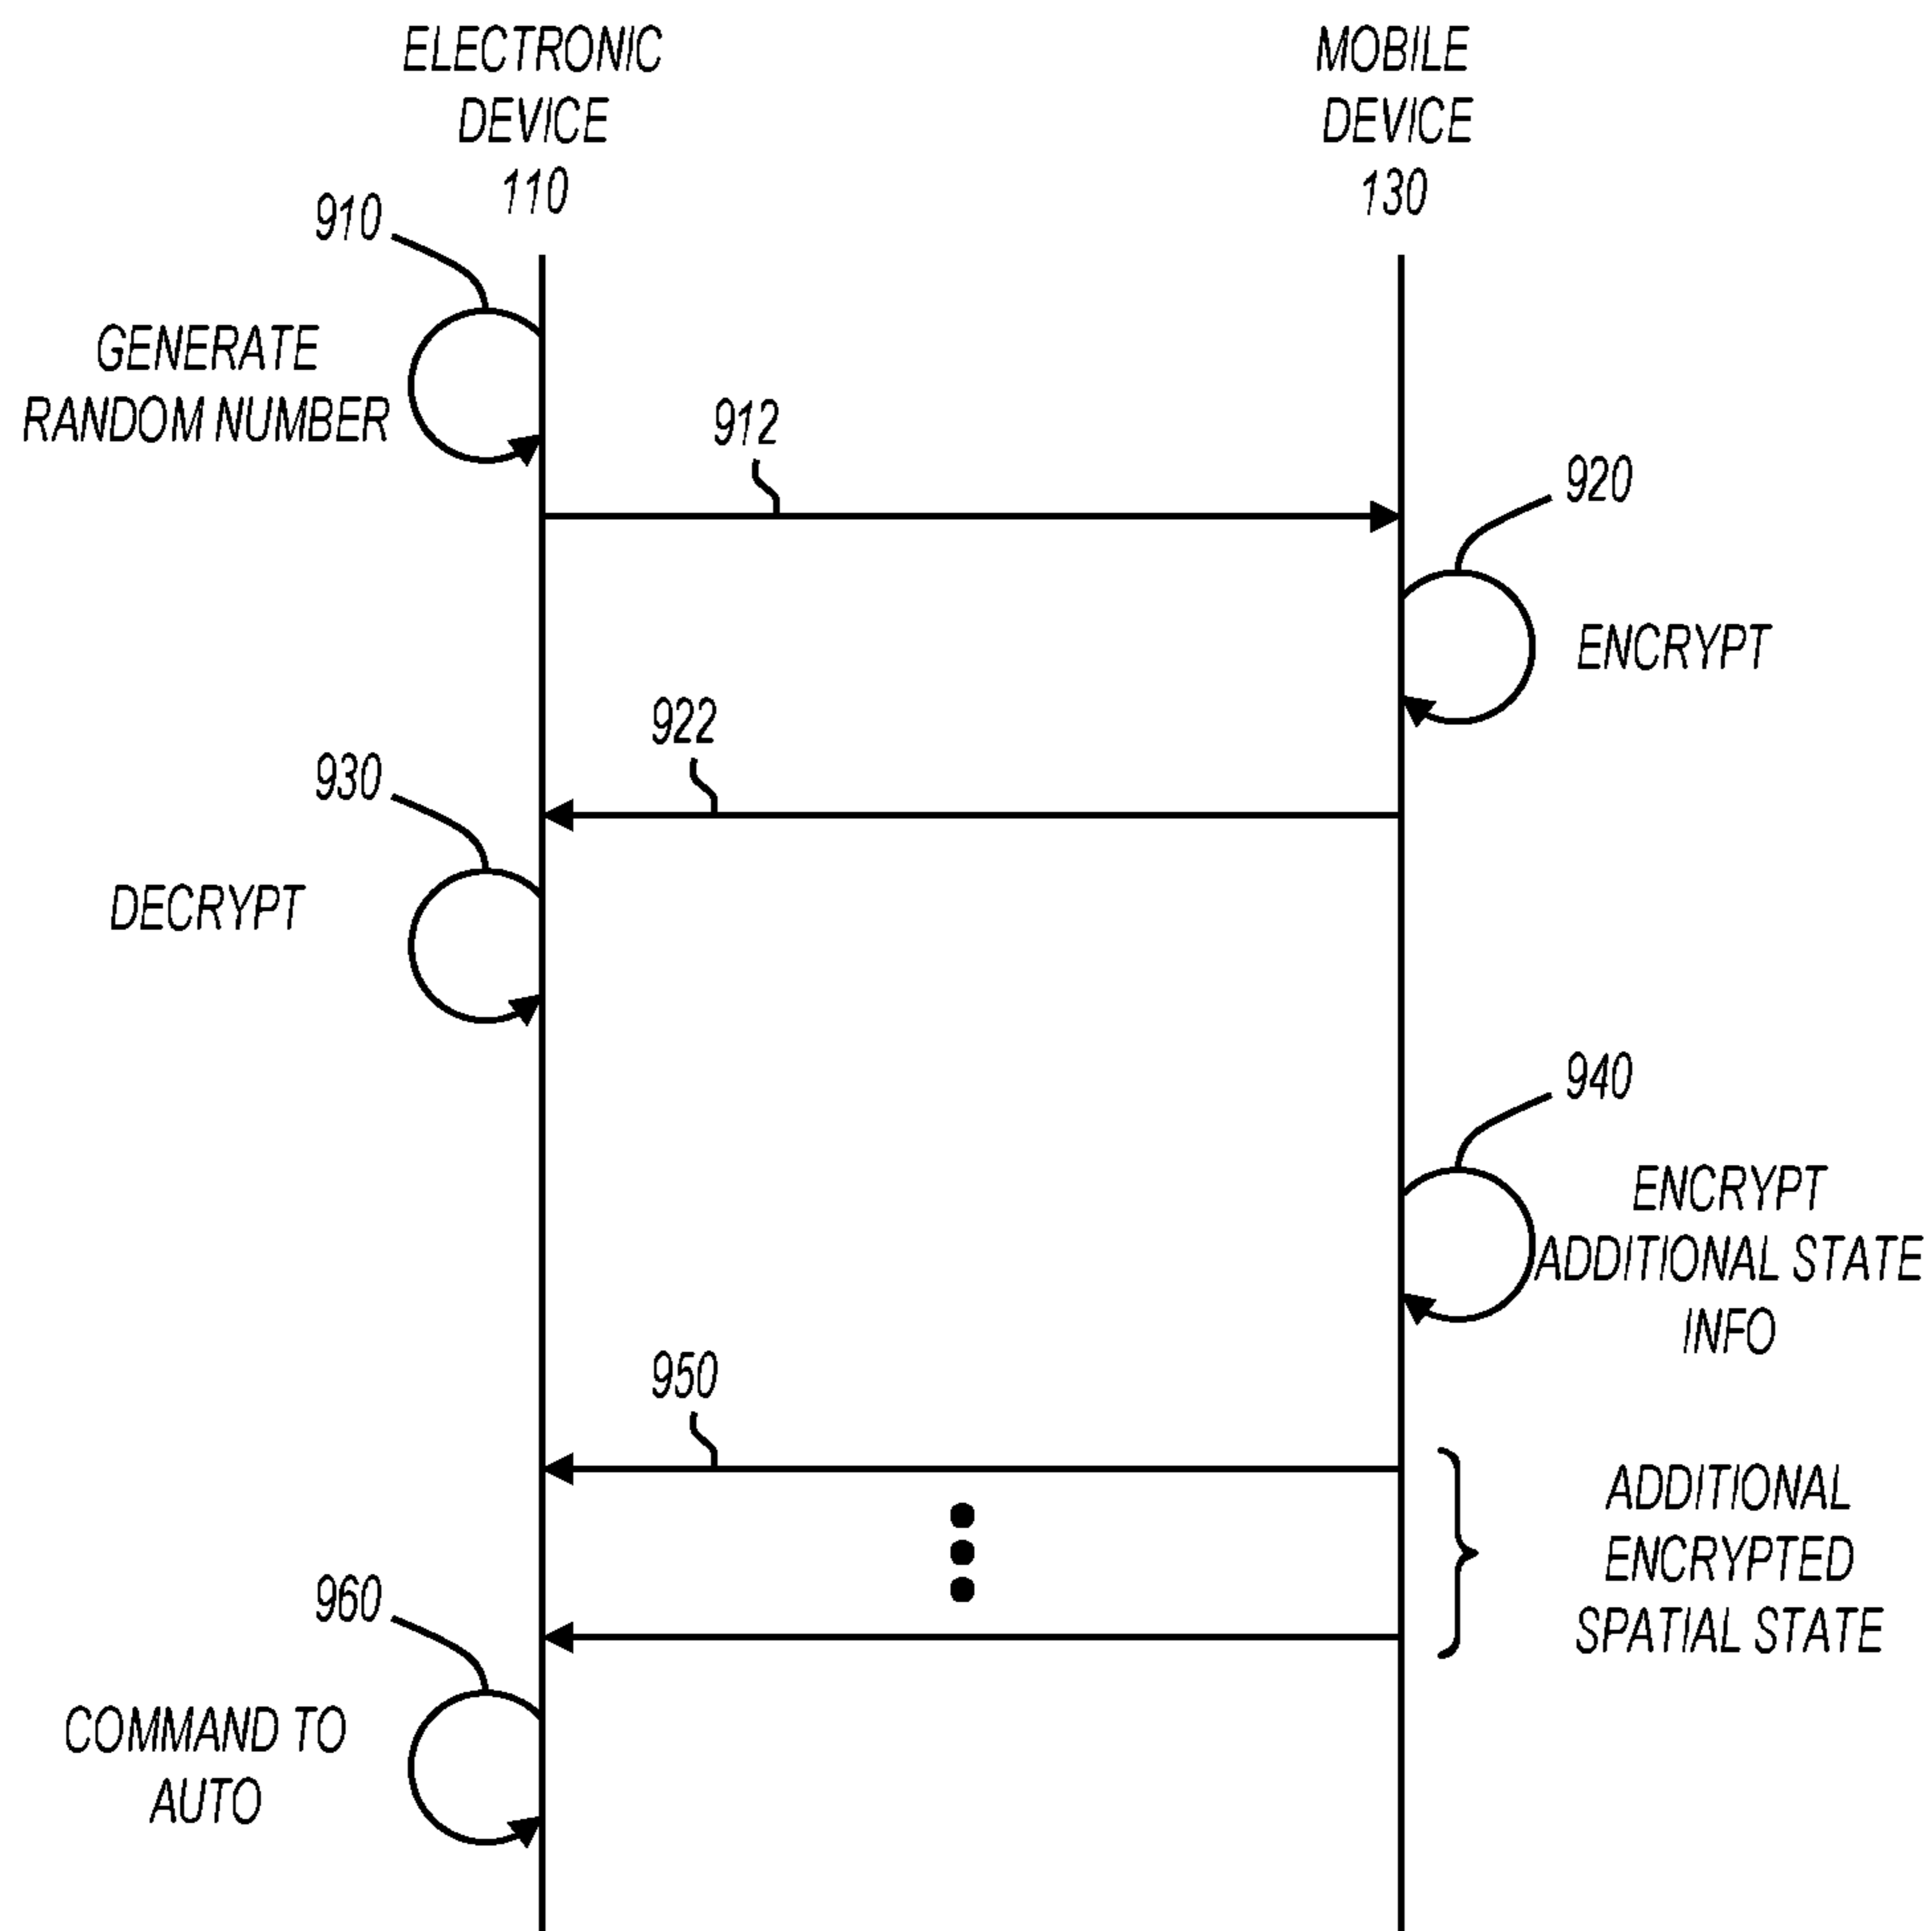 ELECTRONIC
DEVICE
110
MOBILE
DEVICE
130
910
GENERATE
RANDOM NUMBER
912
920
ENCRYPT
922
930
DECRYPT
940
ENCRYPT
ADDITIONAL STATE
INFO
950
ADDITIONAL
ENCRYPTED
SPATIAL STATE
960
COMMAND TO
AUTO